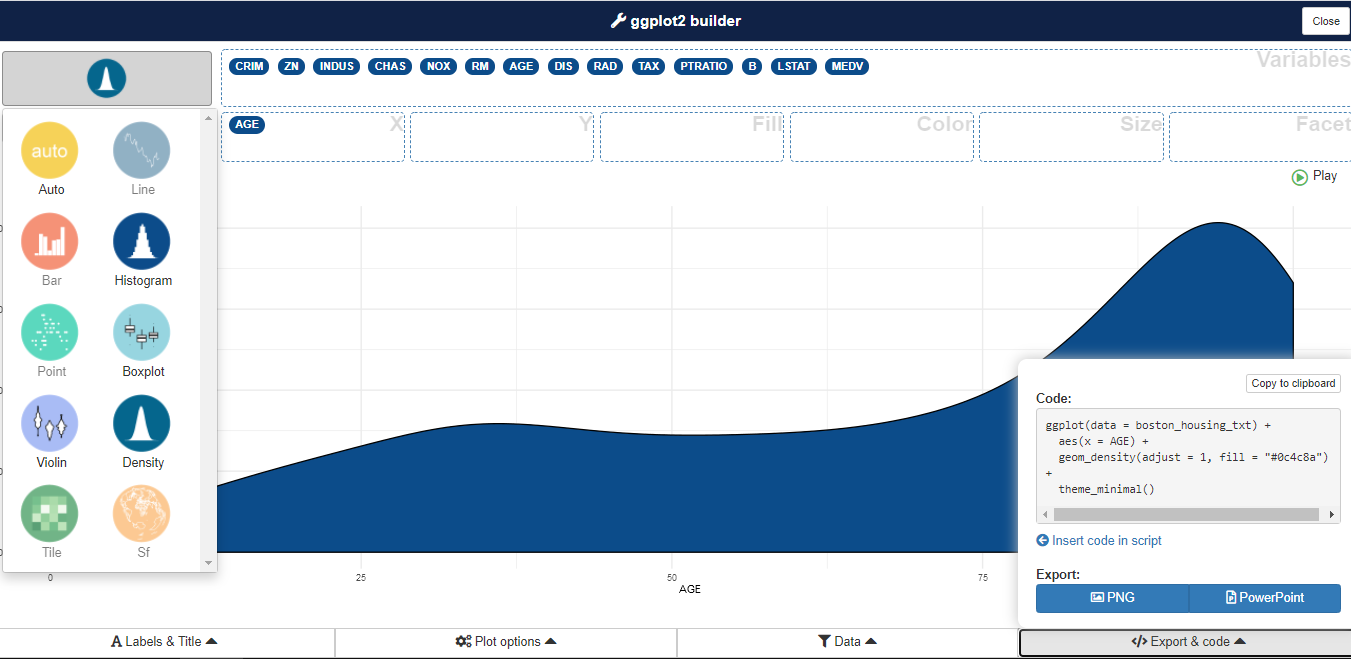 ggplot2 builder
Close
Variables
CRIM ZN INDUS CHAS NOX RM AGE DIS RAD TAX PTRATIO B LSTAT MEDV
AGE X Y Fill Color Size Facet
Play
auto
Auto Line
Bar Histogram
Point Boxplot
Violin Density
Tile Sf
0 25 50 75
AGE
Copy to clipboard
Code:
ggplot(data = boston_housing_txt) +
aes(x = AGE) +
geom_density(adjust = 1, fill = "#0c4c8a")
+
theme_minimal()
Insert code in script
Export:
PNG PowerPoint
Labels & Title Plot options Data </> Export & code